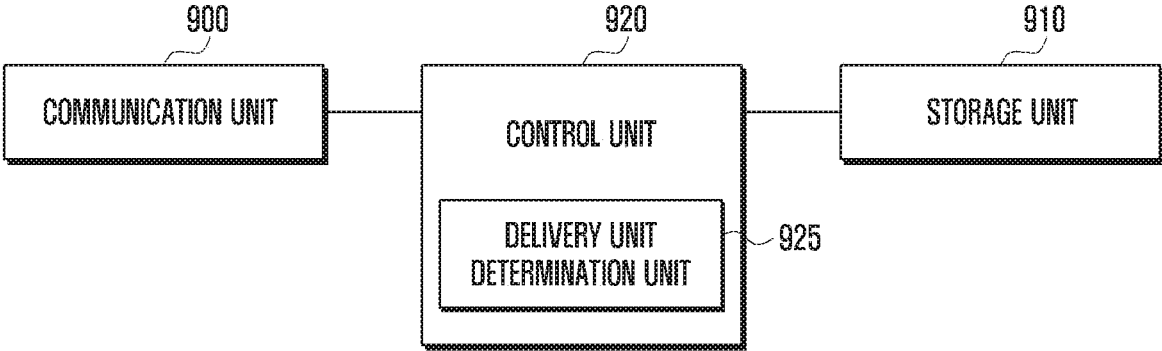 900
920
910
COMMUNICATION UNIT
CONTROL UNIT
STORAGE UNIT
DELIVERY UNIT
DETERMINATION UNIT
925